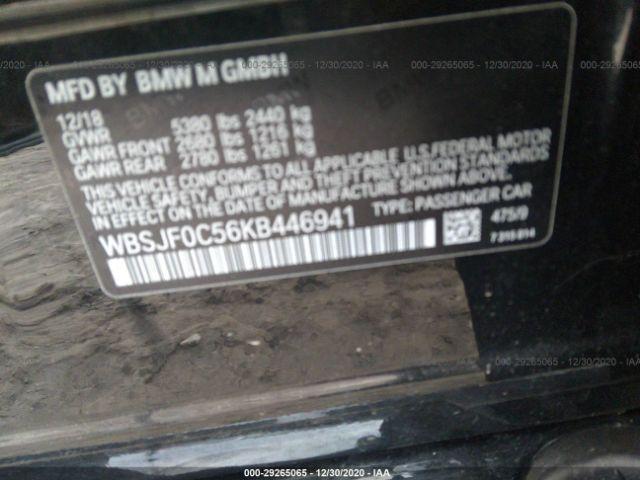 MFD BY BMW M GMBH
12/18
GVWR 5380 lbs 2440 kg
GAWR FRONT 2680 lbs 1216 kg
GAWR REAR 2780 lbs 1261 kg
THIS VEHICLE CONFORMS TO ALL APPLICABLE U.S. FEDERAL MOTOR
VEHICLE SAFETY, BUMPER AND THEFT PREVENTION STANDARDS
IN EFFECT ON THE DATE OF MANUFACTURE SHOWN ABOVE.
WBSJF0C56KB446941 TYPE: PASSENGER CAR
475/9
000-29265065 - 12/30/2020 - IAA
000-29265065 - 12/30/2020 - IAA
000-29265065 - 12/30/2020 - IAA